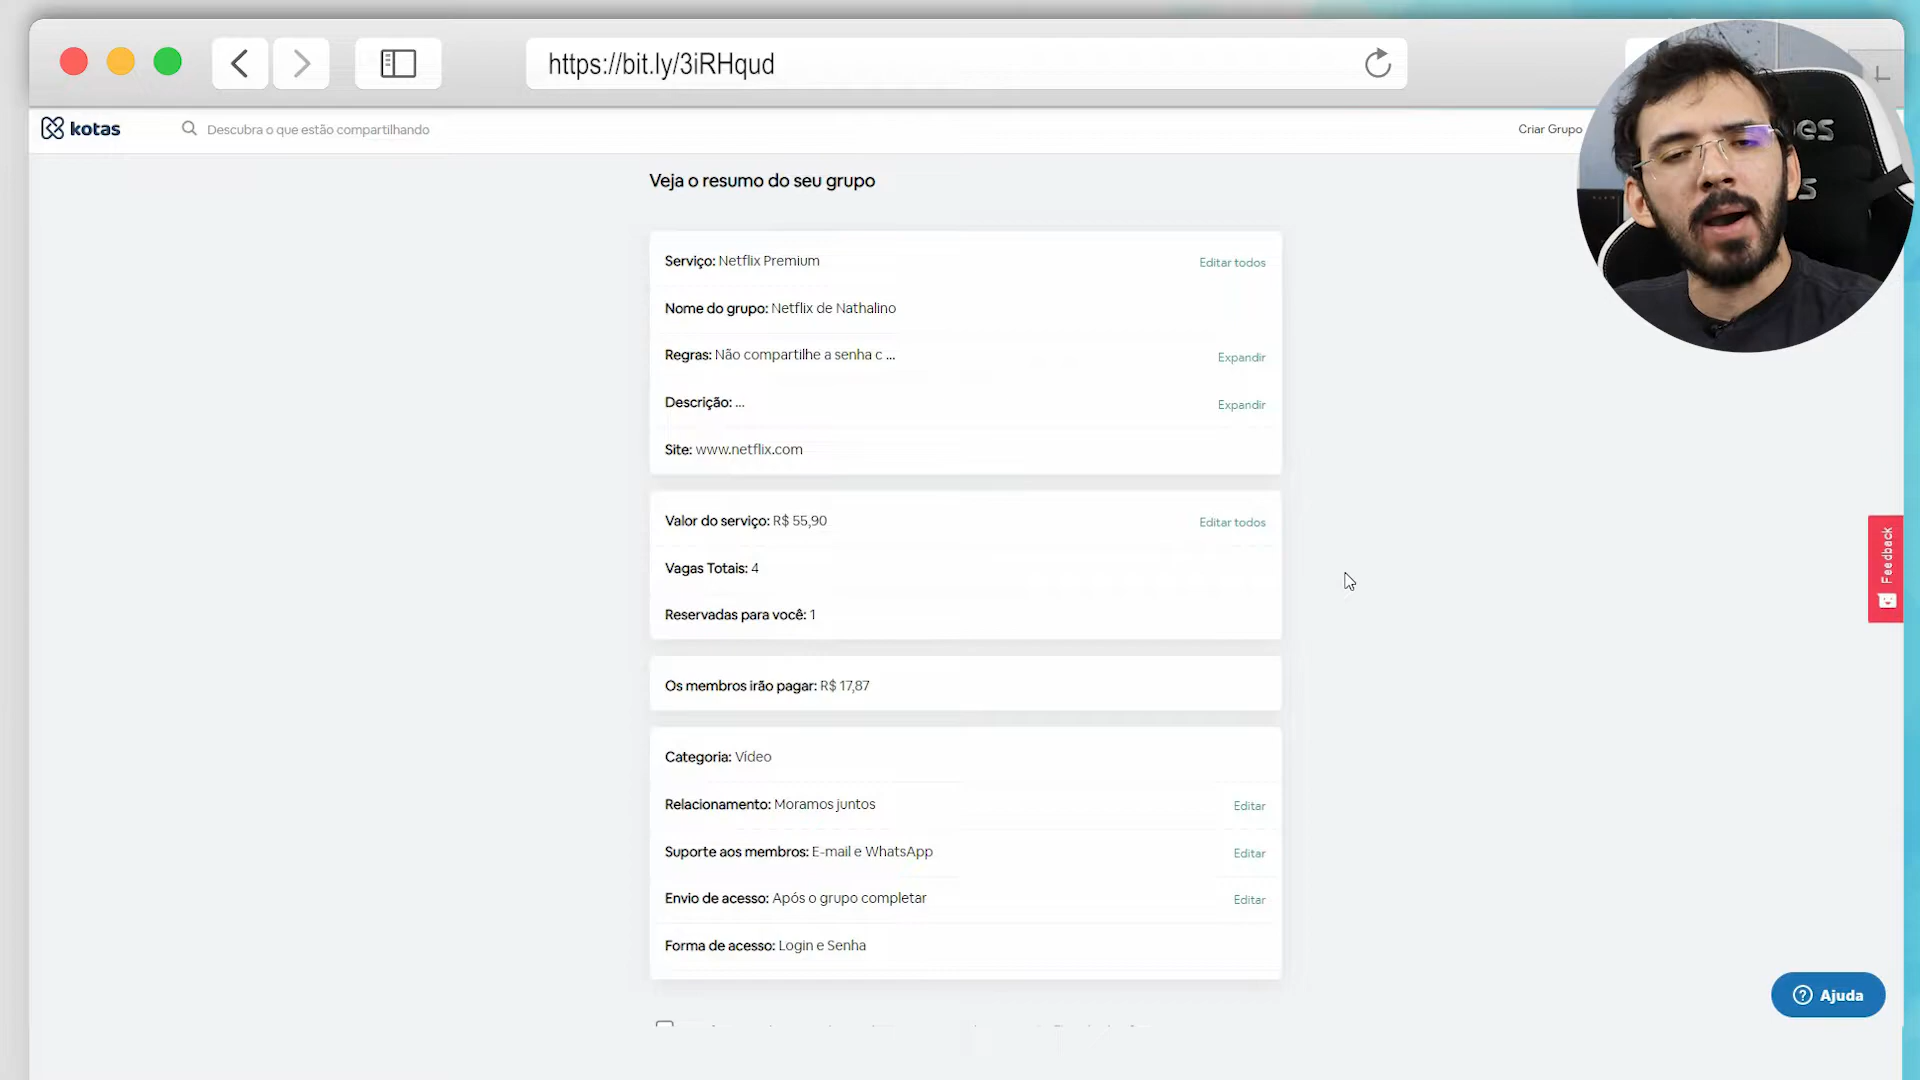 https://bit.ly/3iRHqud
kotas
Descubra o que estão compartilhando
Criar Grupo
Veja o resumo do seu grupo
Serviço: Netflix Premium
Editar todos
Nome do grupo: Netflix de Nathalino
Regras: Não compartilhe a senha c ...
Expandir
Descrição: ...
Expandir
Site: www.netflix.com
Valor do serviço: R$ 55,90
Editar todos
Vagas Totais: 4
Reservadas para você: 1
Os membros irão pagar: R$ 17,87
Categoria: Vídeo
Relacionamento: Moramos juntos
Editar
Suporte aos membros: E-mail e WhatsApp
Editar
Envio de acesso: Após o grupo completar
Editar
Forma de acesso: Login e Senha
Feedback
Ajuda